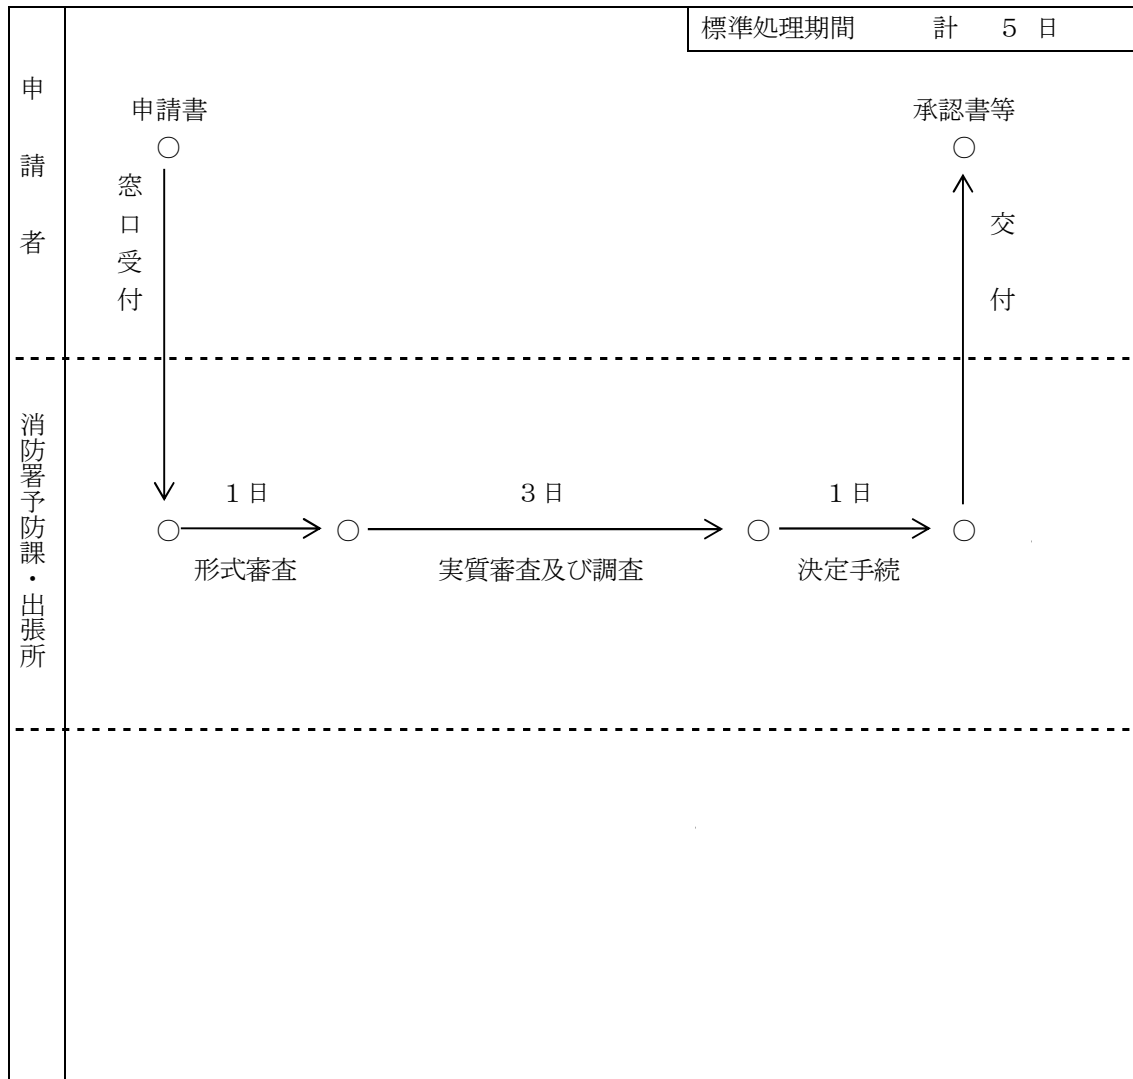 標準処理期間 計 5 日
申請者
申請書
承認書等
窓口受付
交付
消防署予防課・出張所
1日
3日
1日
形式審査
実質審査及び調査
決定手続